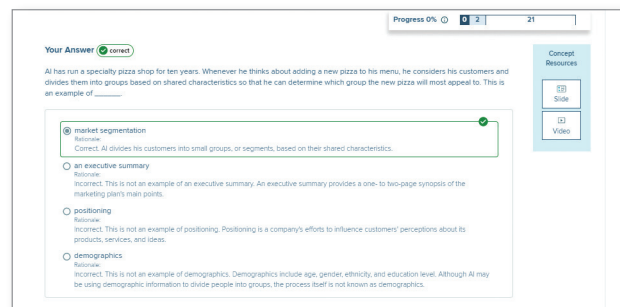 Progress 0% 0 2 21
Your Answer correct
Concept Resources
Slide
Video
Al has run a specialty pizza shop for ten years. Whenever he thinks about adding a new pizza to his menu, he considers his customers and
divides them into groups based on shared characteristics so that he can determine which group the new pizza will most appeal to. This is
an example of ______.
market segmentation
Rationale:
Correct. Al divides his customers into small groups, or segments, based on their shared characteristics.
an executive summary
Rationale:
Incorrect. This is not an example of an executive summary. An executive summary provides a one- to two-page synopsis of the
marketing plan's main points.
positioning
Rationale:
Incorrect. This is not an example of positioning. Positioning is a company's efforts to influence customers' perceptions about its
products, services, and ideas.
demographics
Rationale:
Incorrect. This is not an example of demographics. Demographics include age, gender, ethnicity, and education level. Although Al may
be using demographic information to divide people into groups, the process itself is not known as demographics.